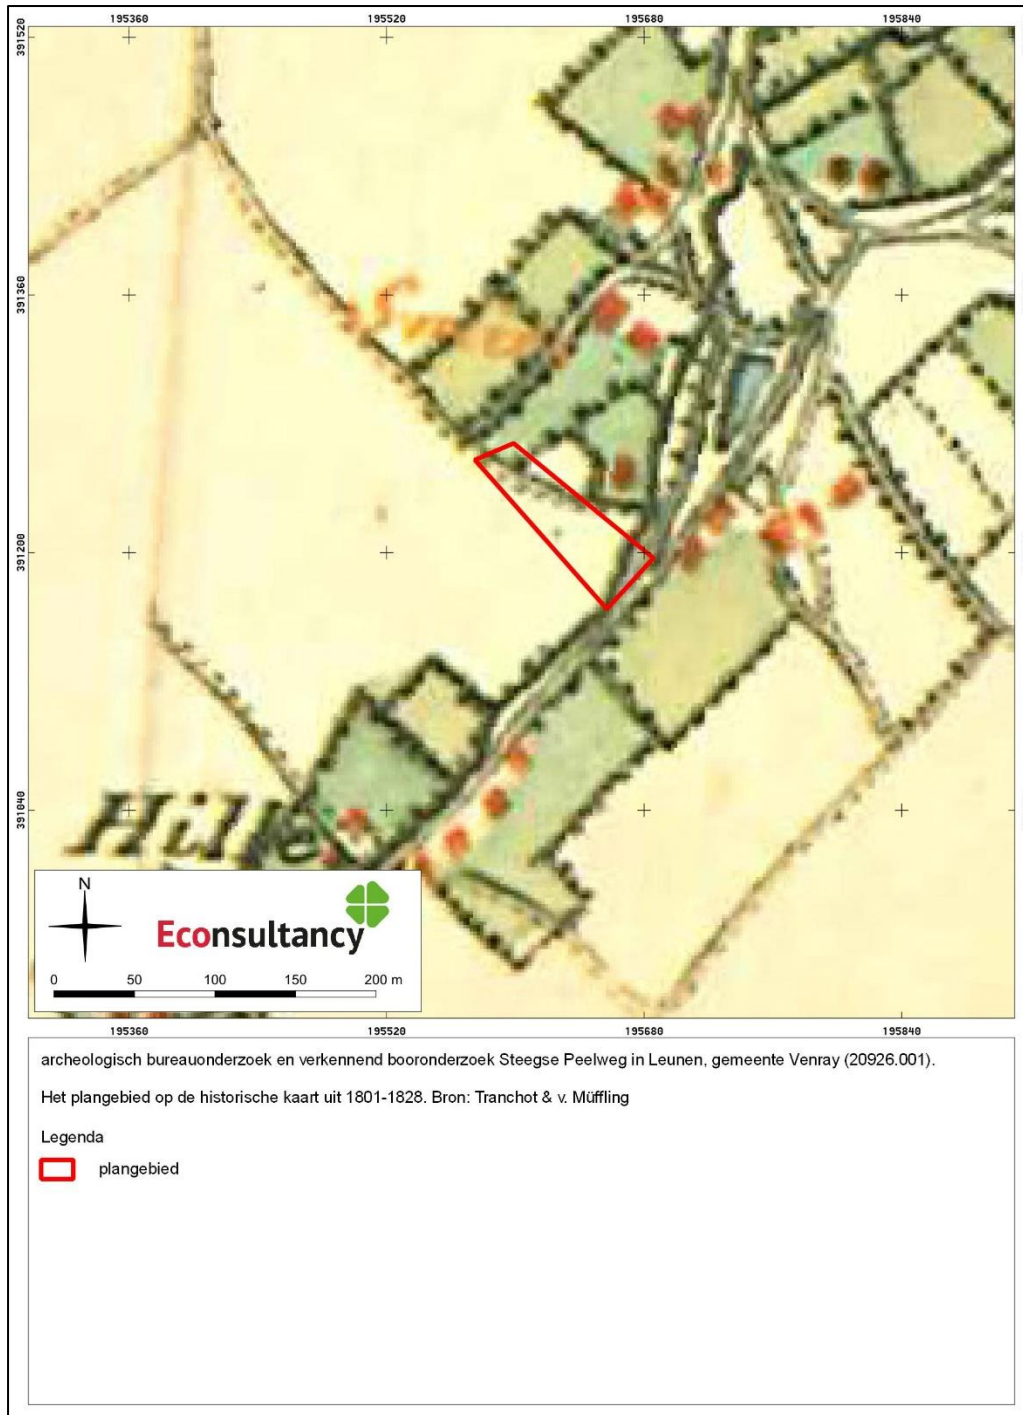 195360 195520 195680 195840
391520
391360
391200
391040
Hille
N
Econsultancy
0 50 100 150 200 m
195360 195520 195680 195840
archeologisch bureauonderzoek en verkennend booronderzoek Steegse Peelweg in Leunen, gemeente Venray (20926.001).
Het plangebied op de historische kaart uit 1801-1828. Bron: Tranchot & v. Müffling
Legenda
plangebied